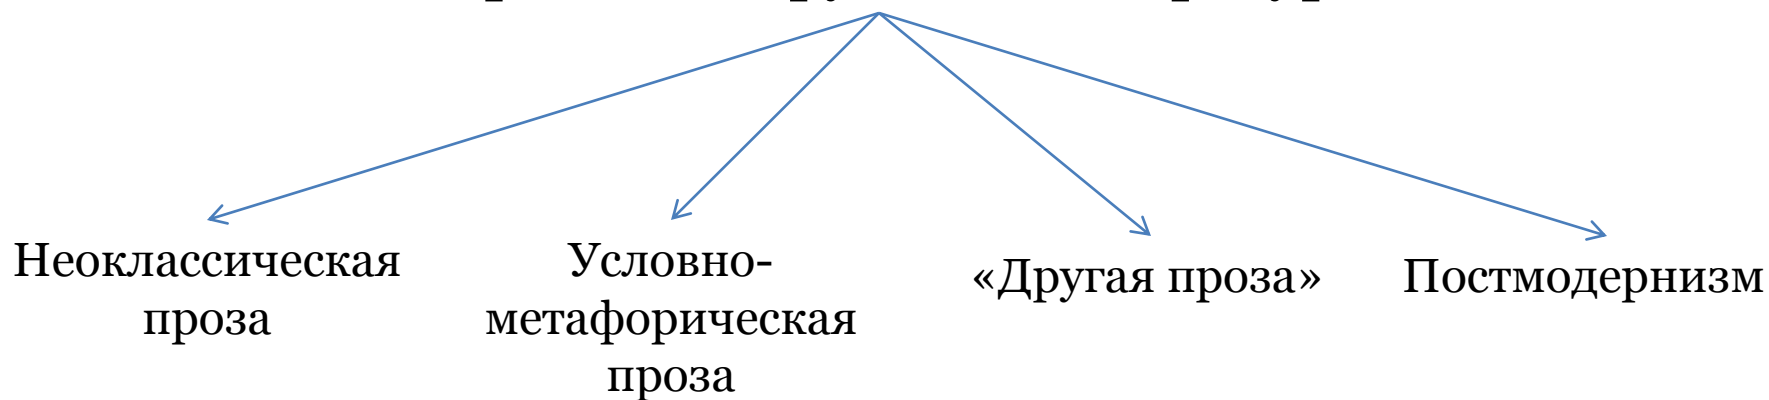 Неоклассическая
проза
Условно-
метафорическая
проза
«Другая проза»
Постмодернизм